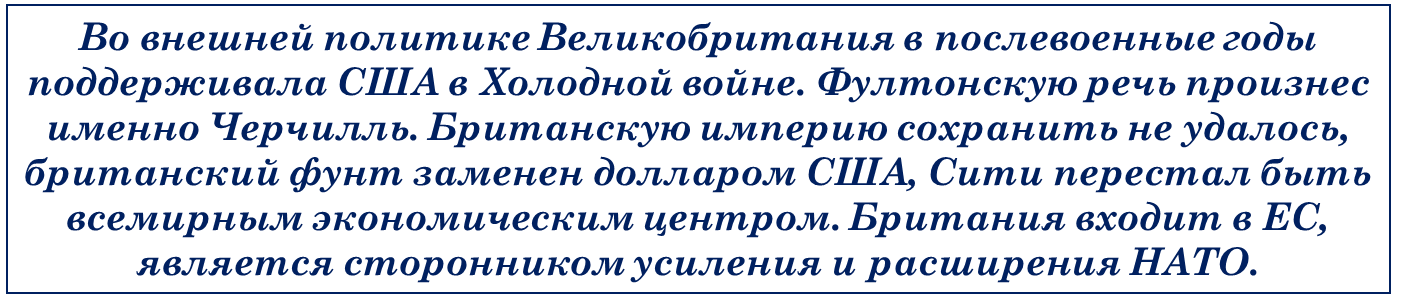 Во внешней политике Великобритания в послевоенные годы
поддерживала США в Холодной войне. Фултонскую речь произнес
именно Черчилль. Британскую империю сохранить не удалось,
британский фунт заменен долларом США, Сити перестал быть
всемирным экономическим центром. Британия входит в ЕС,
является сторонником усиления и расширения НАТО.